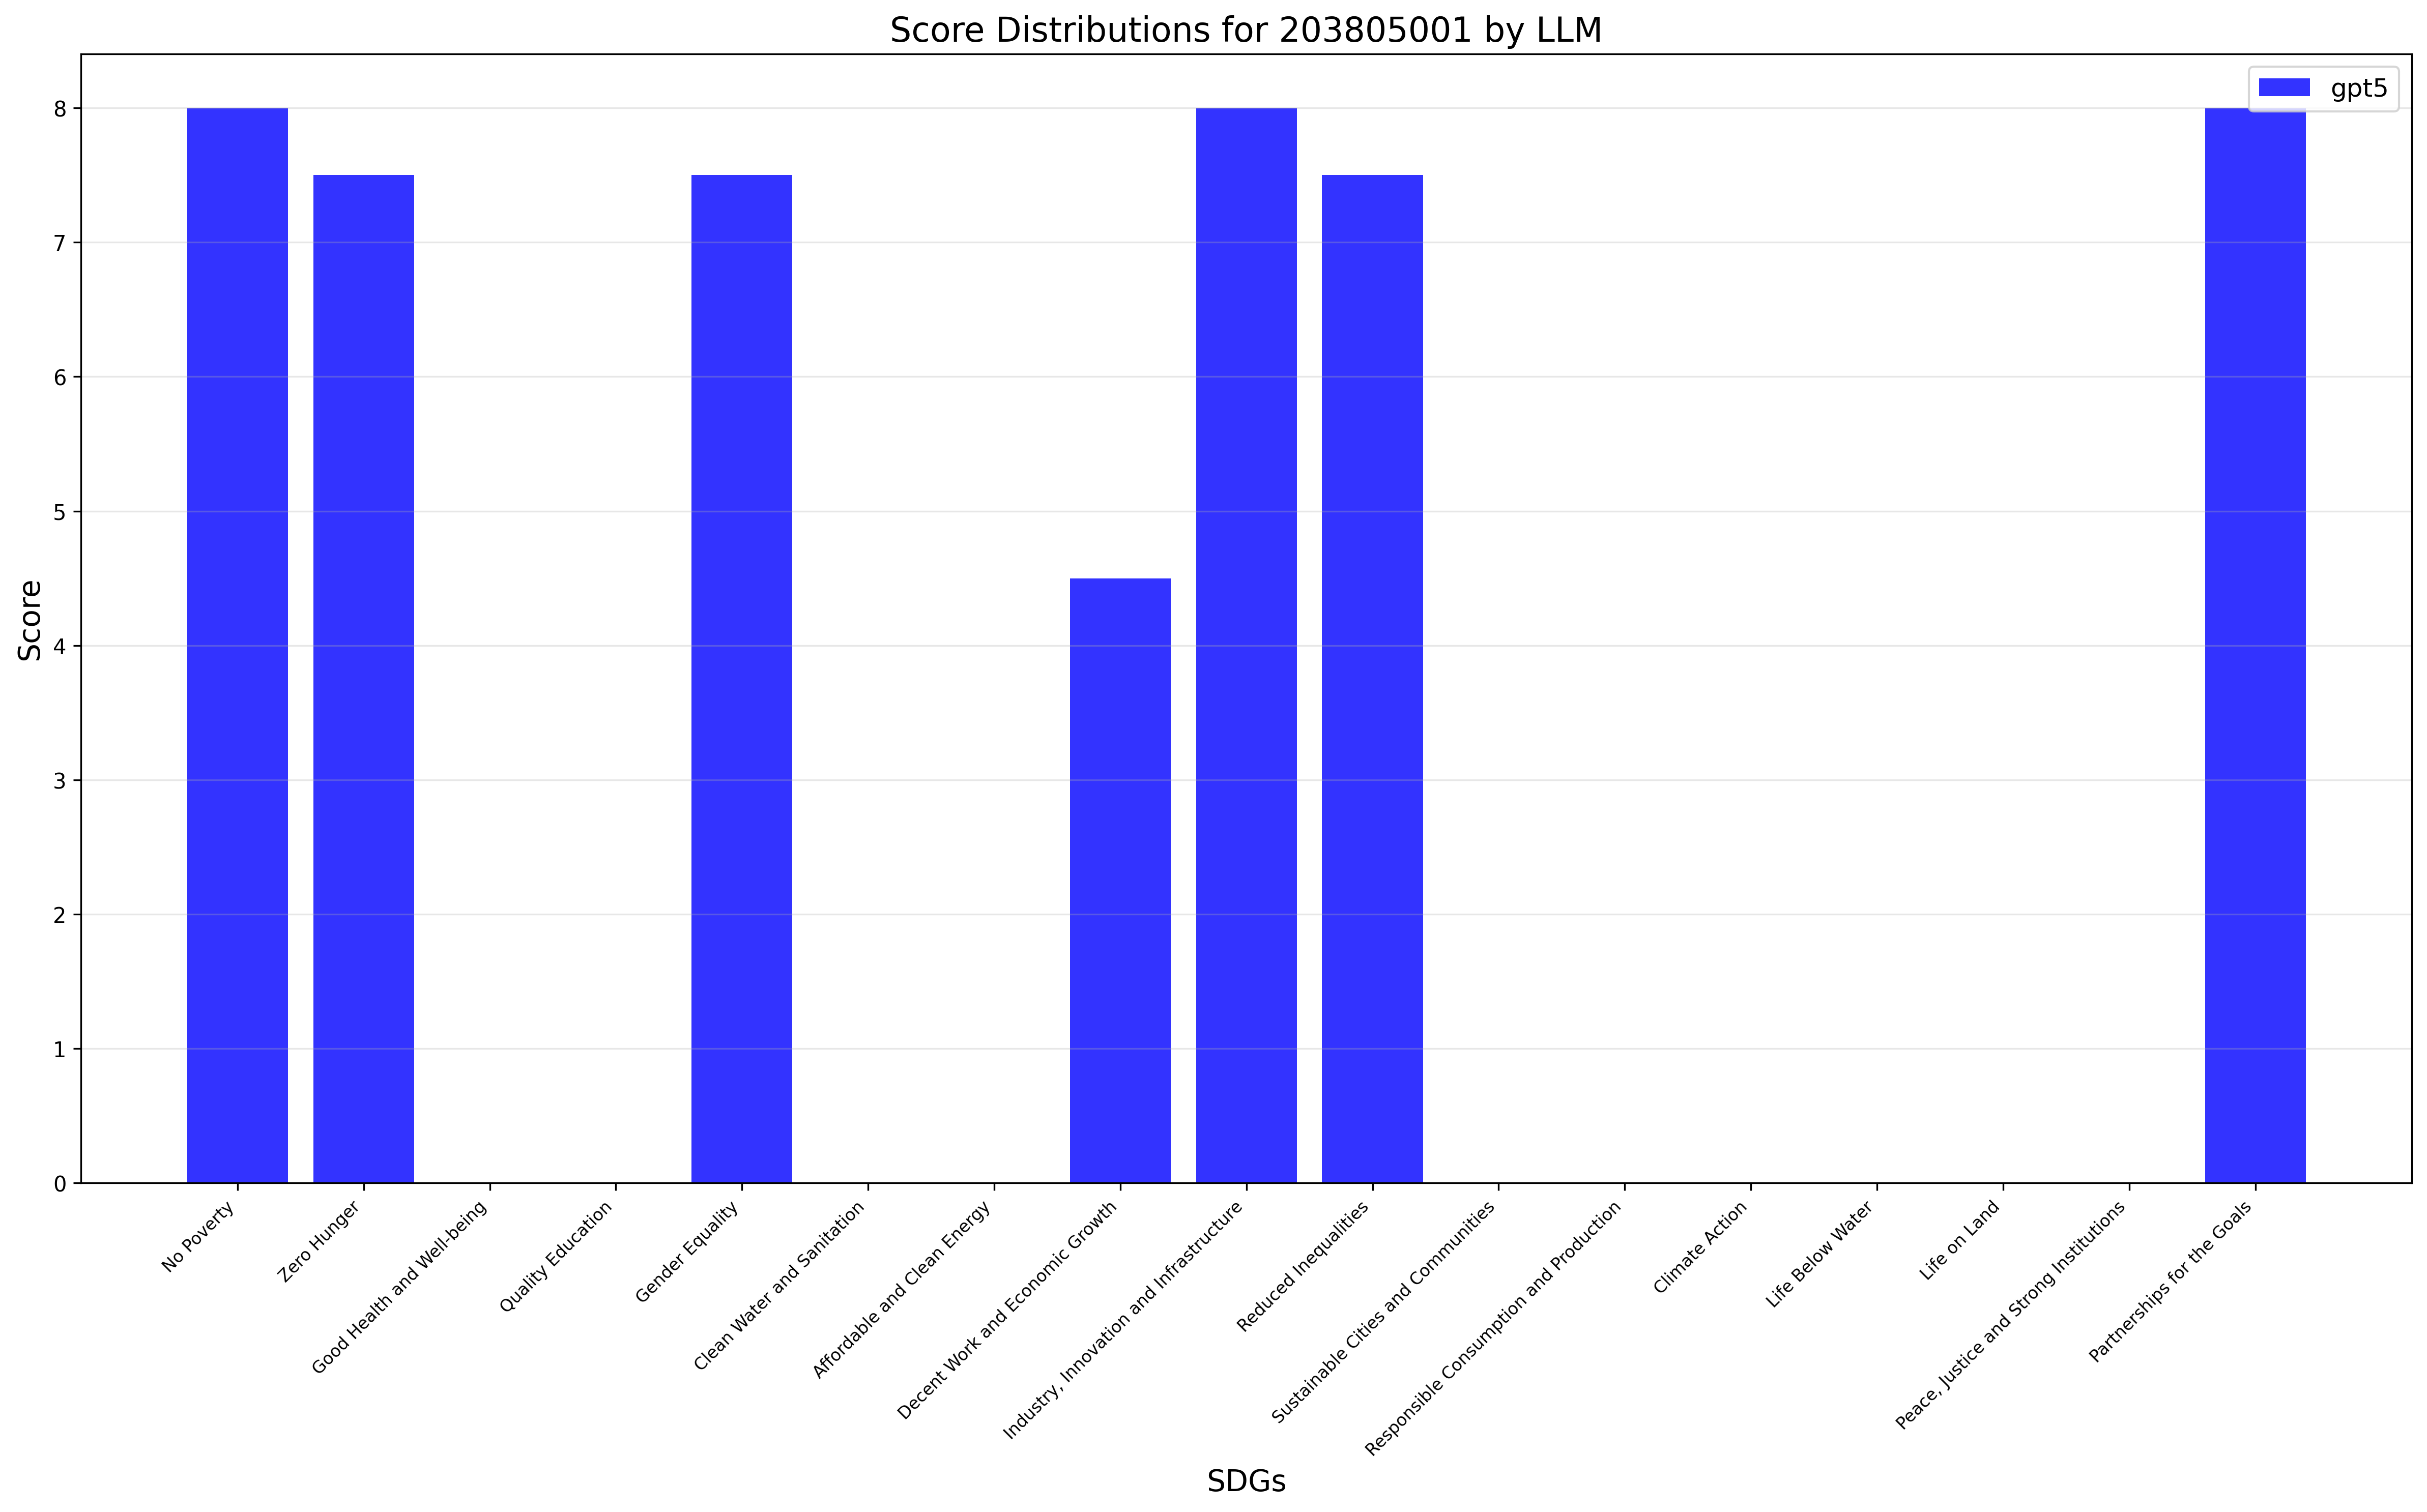 Score Distributions for 203805001 by LLM
gpt5
Score
8
7
6
5
4
3
2
1
0
No Poverty
Zero Hunger
Good Health and Well-being
Quality Education
Gender Equality
Clean Water and Sanitation
Affordable and Clean Energy
Decent Work and Economic Growth
Industry, Innovation and Infrastructure
Reduced Inequalities
Sustainable Cities and Communities
Responsible Consumption and Production
Climate Action
Life Below Water
Life on Land
Peace, Justice and Strong Institutions
Partnerships for the Goals
SDGs